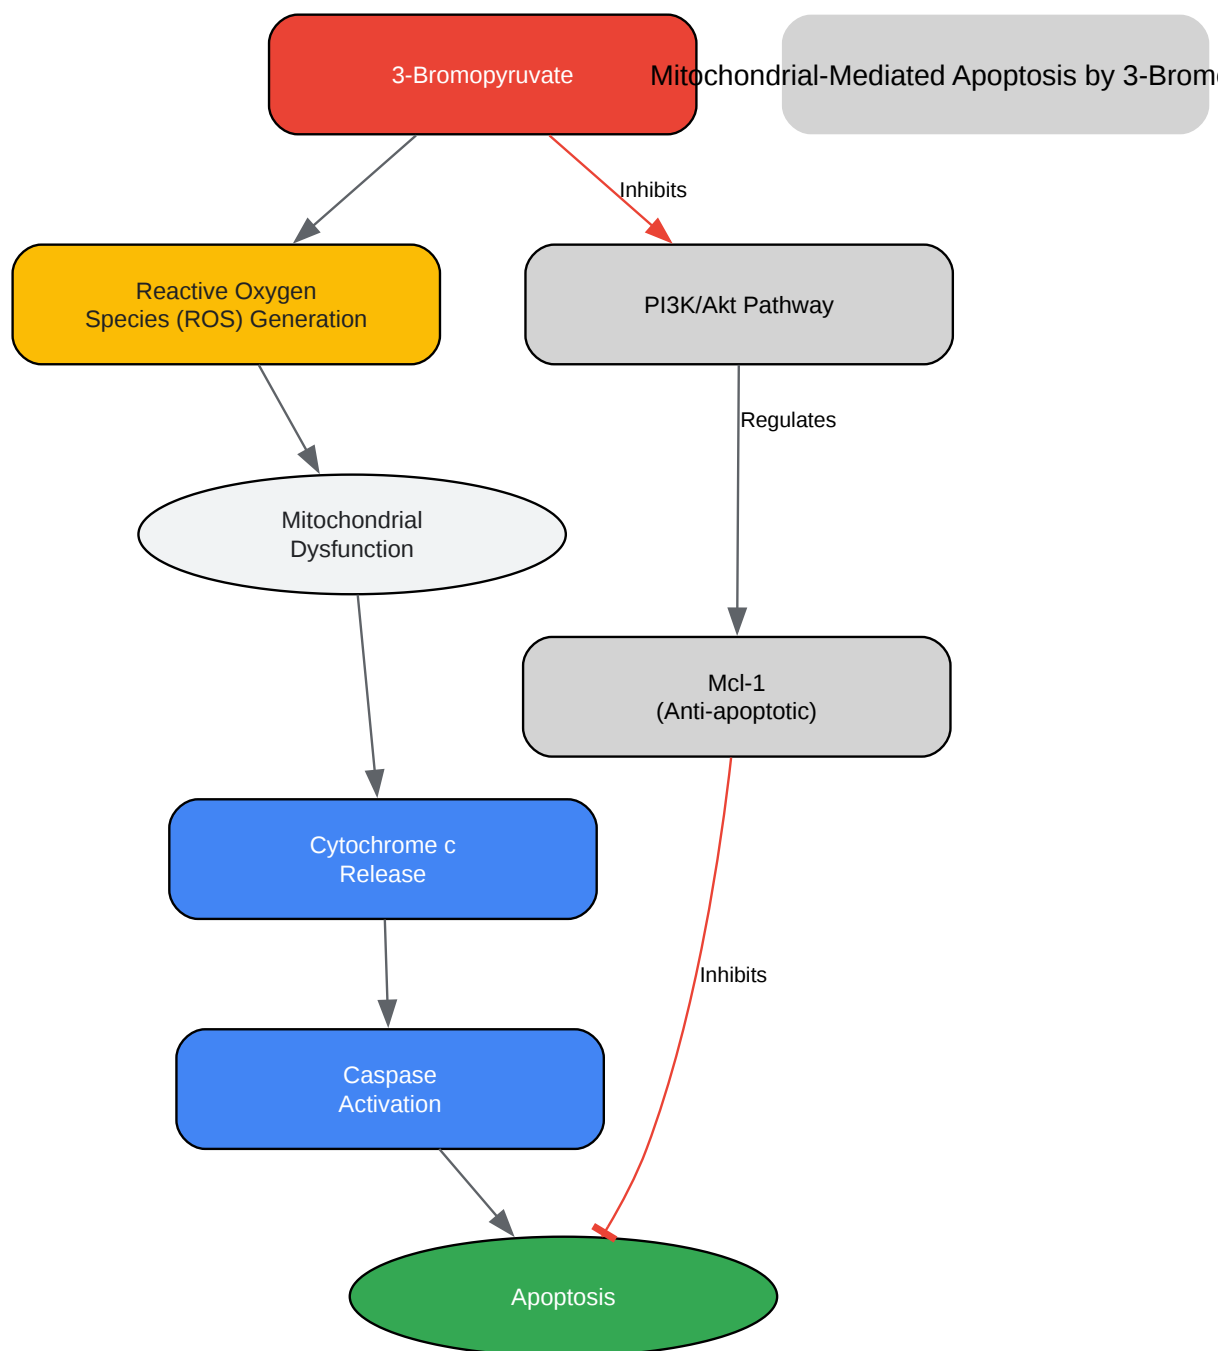 3-Bromopyruvate
Mitochondrial-Mediated Apoptosis by 3-Brom
Inhibits
Reactive Oxygen
Species (ROS) Generation
PI3K/Akt Pathway
Regulates
Mitochondrial
Dysfunction
Mcl-1
(Anti-apoptotic)
Cytochrome c
Release
Inhibits
Caspase
Activation
Apoptosis